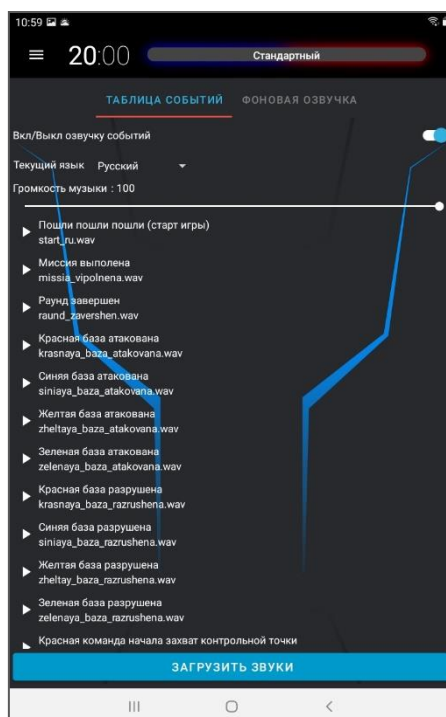 10:59
20:00 Стандартный
ТАБЛИЦА СОБЫТИЙ ФОНОВАЯ ОЗВУЧКА
Вкл/Выкл озвучку событий
Текущий язык Русский
Громкость музыки : 100
Пошли пошли пошли (старт игры)
start_ru.wav
Миссия выполена
missia_vipolnena.wav
Раунд завершен
raund_zavershen.wav
Красная база атакована
krasnaya_baza_atakovana.wav
Синяя база атакована
siniaya_baza_atakovana.wav
Желтая база атакована
zheltaya_baza_atakovana.wav
Зеленая база атакована
zelenaya_baza_atakovana.wav
Красная база разрушена
krasnaya_baza_razrushena.wav
Синяя база разрушена
siniaya_baza_razrushena.wav
Желтая база разрушена
zheltay_baza_razrushena.wav
Зеленая база разрушена
zelenaya_baza_razrushena.wav
Красная команда начала захват контрольной точки
ЗАГРУЗИТЬ ЗВУКИ